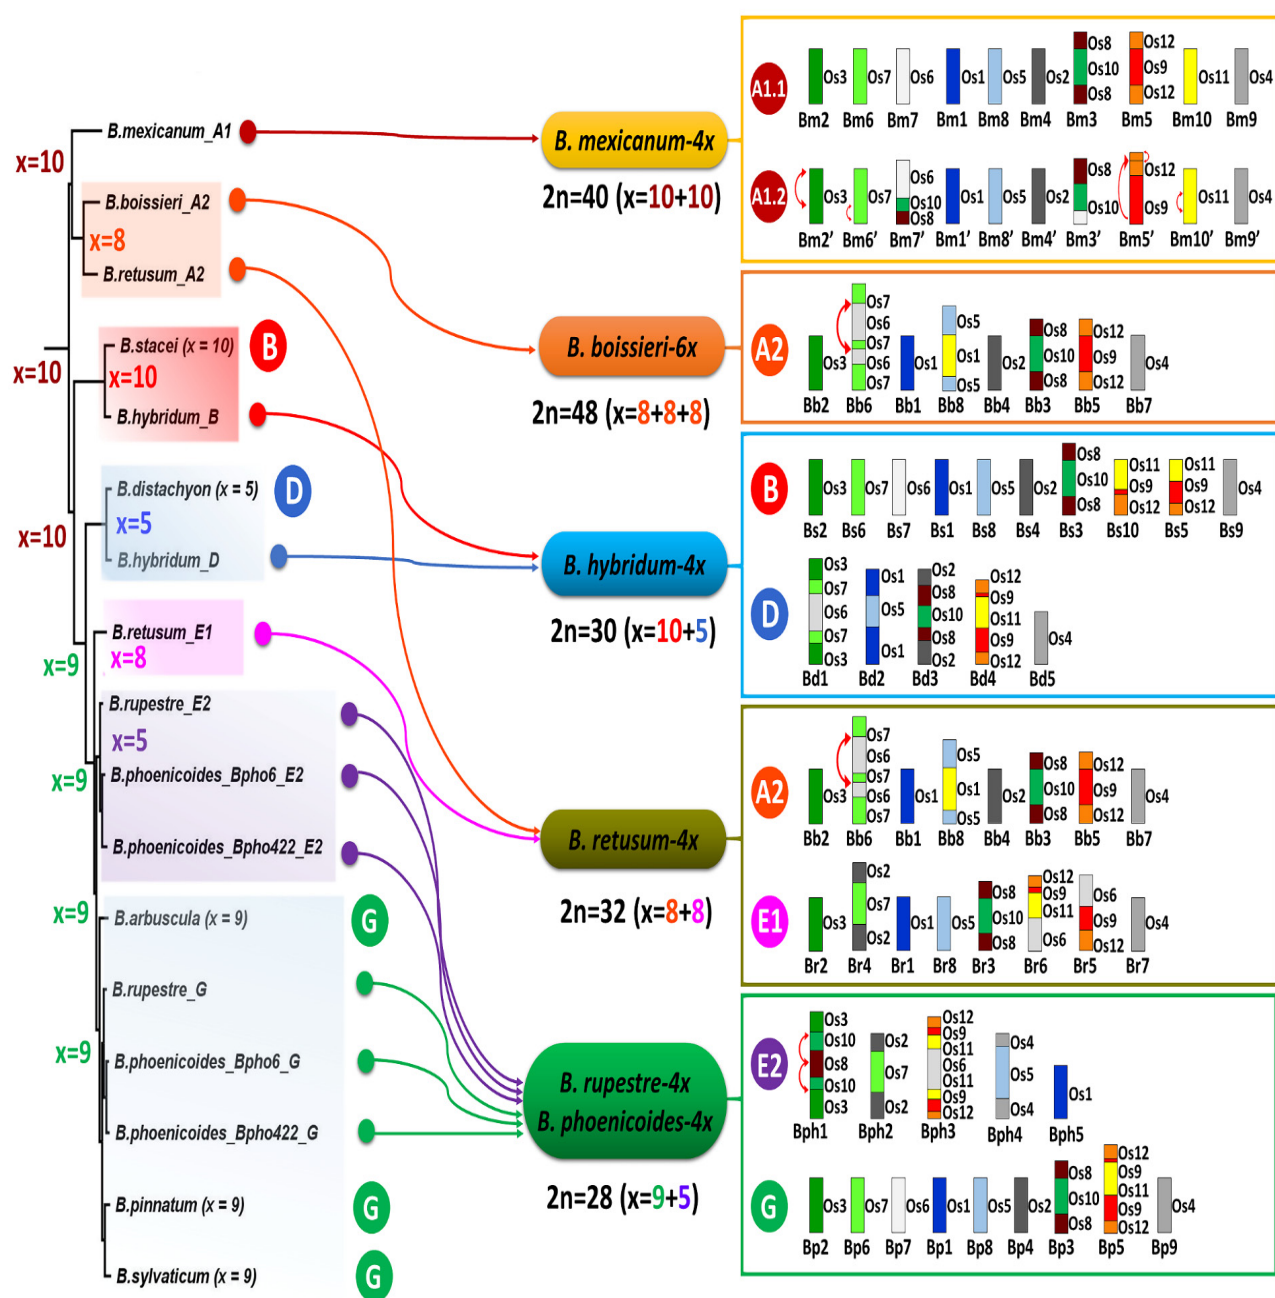 B.mexicanum_A1
x=10
B.boissieri_A2
x=8
B.retusum_A2
x=10
B.stacei (x = 10)
B
x=10
B.hybridum_B
B.distachyon (x = 5)
D
x=5
x=10
B.hybridum_D
B.retusum_E1
x=8
x=9
B.rupestre_E2
x=5
x=9
B.phoenicoides_Bpho6_E2
B.phoenicoides_Bpho422_E2
x=9
B.arbuscula (x = 9)
G
B.rupestre_G
x=9
B.phoenicoides_Bpho6_G
B.phoenicoides_Bpho422_G
B.pinnatum (x = 9)
G
B.sylvaticum (x = 9)
G
B. mexicanum-4x
2n=40 (x=10+10)
B. boissieri-6x
2n=48 (x=8+8+8)
B. hybridum-4x
2n=30 (x=10+5)
B. retusum-4x
2n=32 (x=8+8)
B. rupestre-4x
B. phoenicoides-4x
2n=28 (x=9+5)
A1.1
Os3 Os7 Os6 Os1 Os5 Os2 Os8 Os10 Os8 Os12 Os9 Os12 Os11 Os4
Bm2 Bm6 Bm7 Bm1 Bm8 Bm4 Bm3 Bm5 Bm10 Bm9
A1.2
Os3 Os7 Os6 Os10 Os8 Os1 Os5 Os2 Os8 Os10 Os12 Os9 Os11 Os4
Bm2' Bm6' Bm7' Bm1' Bm8' Bm4' Bm3' Bm5' Bm10' Bm9'
A2
Os3 Os7 Os6 Os7 Os6 Os7 Os1 Os5 Os1 Os5 Os2 Os8 Os10 Os8 Os12 Os9 Os12 Os4
Bb2 Bb6 Bb1 Bb8 Bb4 Bb3 Bb5 Bb7
B
Os3 Os7 Os6 Os1 Os5 Os2 Os8 Os10 Os8 Os11 Os9 Os12 Os11 Os9 Os12 Os4
Bs2 Bs6 Bs7 Bs1 Bs8 Bs4 Bs3 Bs10 Bs5 Bs9
D
Os3 Os7 Os6 Os7 Os3 Os1 Os5 Os1 Os2 Os8 Os10 Os8 Os2 Os12 Os9 Os11 Os9 Os12 Os4
Bd1 Bd2 Bd3 Bd4 Bd5
A2
Os3 Os7 Os6 Os7 Os6 Os7 Os1 Os5 Os1 Os5 Os2 Os8 Os10 Os8 Os12 Os9 Os12 Os4
Bb2 Bb6 Bb1 Bb8 Bb4 Bb3 Bb5 Bb7
E1
Os3 Os2 Os7 Os2 Os1 Os5 Os8 Os10 Os8 Os12 Os9 Os11 Os6 Os6 Os9 Os12 Os4
Br2 Br4 Br1 Br8 Br3 Br6 Br5 Br7
E2
Os3 Os10 Os8 Os10 Os3 Os2 Os7 Os2 Os12 Os9 Os11 Os6 Os11 Os9 Os12 Os4 Os5 Os4 Os1
Bph1 Bph2 Bph3 Bph4 Bph5
G
Os3 Os7 Os6 Os1 Os5 Os2 Os8 Os10 Os8 Os12 Os9 Os11 Os9 Os12 Os4
Bp2 Bp6 Bp7 Bp1 Bp8 Bp4 Bp3 Bp5 Bp9